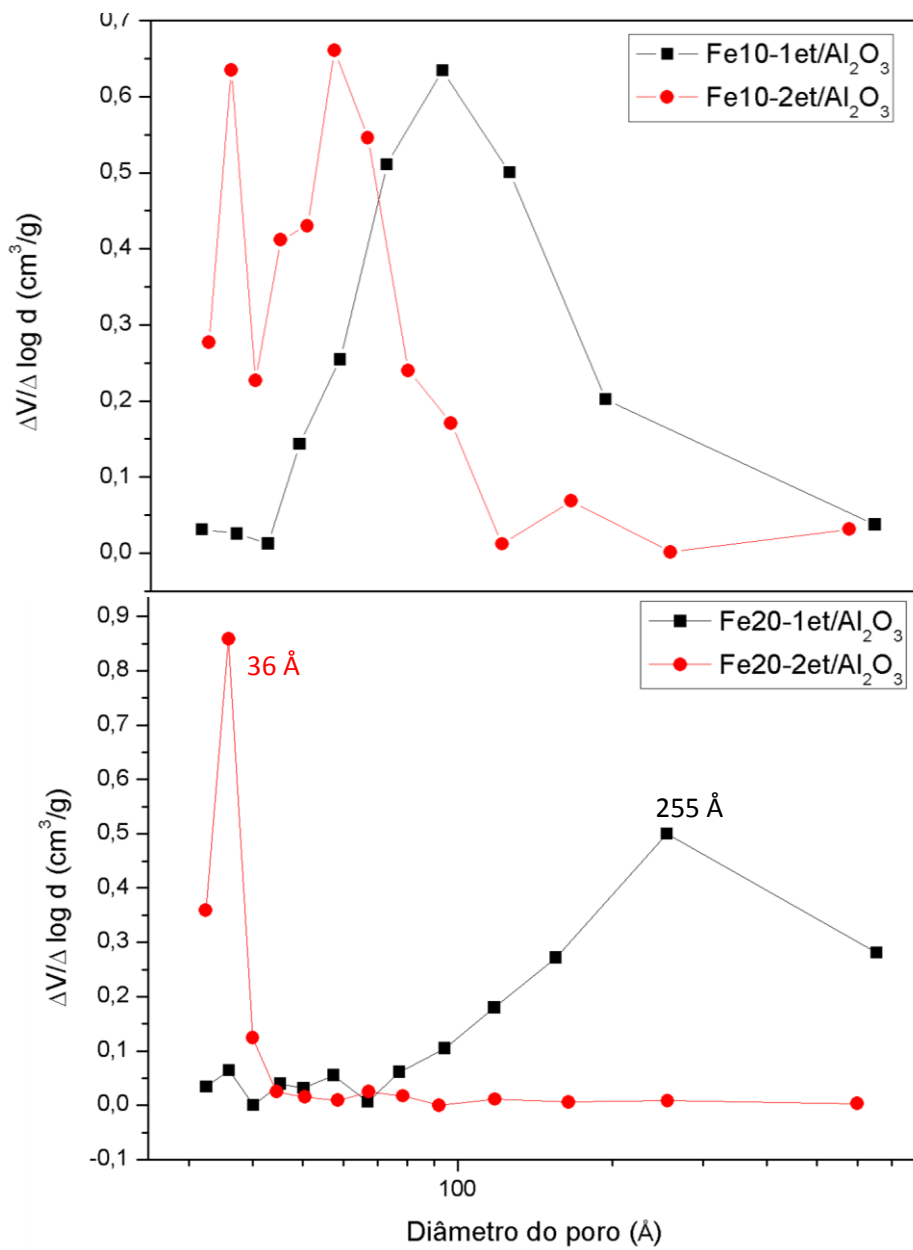 0,7
0,6
0,5
0,4
0,3
0,2
0,1
0,0
ΔV/Δ log d (cm³/g)
Fe10-1et/Al₂O₃
Fe10-2et/Al₂O₃
0,9
0,8
0,7
0,6
0,5
0,4
0,3
0,2
0,1
0,0
-0,1
ΔV/Δ log d (cm³/g)
Fe20-1et/Al₂O₃
Fe20-2et/Al₂O₃
36 Å
255 Å
100
Diâmetro do poro (Å)